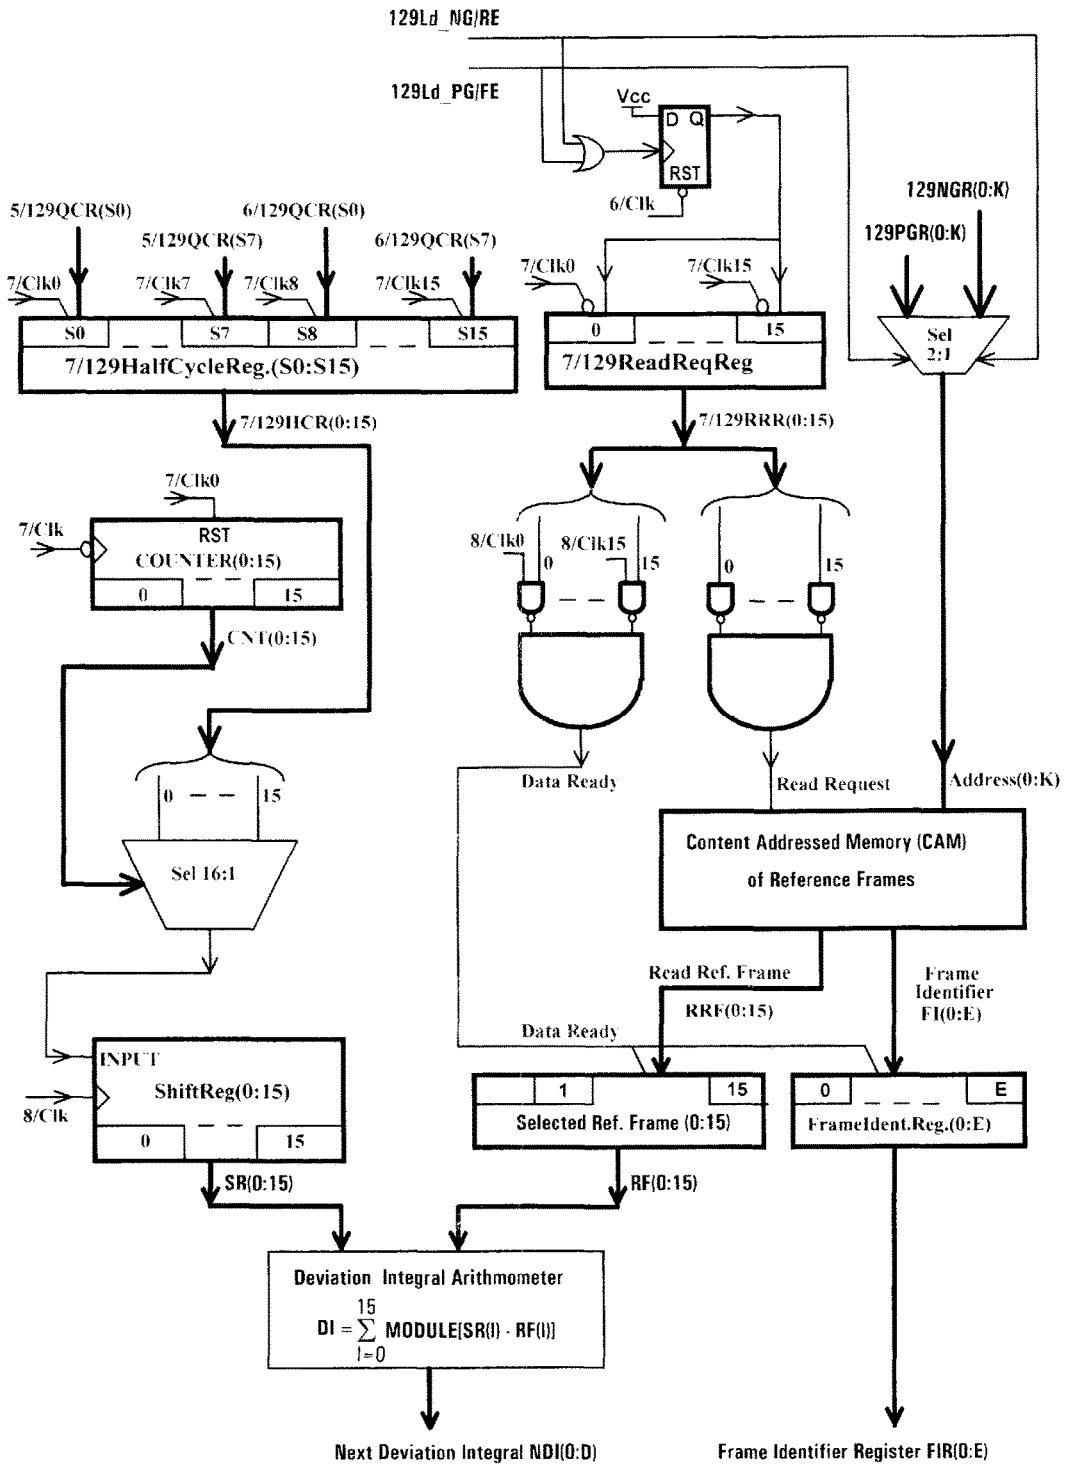 129Ld_NG/RE
129Ld_PG/FE
Vcc
D Q
RST
6/Clk
129NGR(0:K)
129PGR(0:K)
5/129QCR(S0)
6/129QCR(S0)
5/129QCR(S7)
6/129QCR(S7)
7/Clk0
7/Clk7
7/Clk8
7/Clk15
7/Clk0
7/Clk15
S0
S7
S8
S15
7/129HalfCycleReg.(S0:S15)
0
15
7/129ReadReqReg
Sel
2:1
7/129HCR(0:15)
7/129RRR(0:15)
7/Clk0
7/Clk
RST
COUNTER(0:15)
0
15
CNT(0:15)
8/Clk0
0
8/Clk15
15
0
15
Data Ready
Read Request
Address(0:K)
0
15
Sel 16:1
Content Addressed Memory (CAM)
of Reference Frames
Read Ref. Frame
RRF(0:15)
Frame
Identifier
FI(0:E)
Data Ready
INPUT
ShiftReg(0:15)
8/Clk
0
15
1
15
Selected Ref. Frame (0:15)
0
E
FrameIdent.Reg.(0:E)
SR(0:15)
RF(0:15)
Deviation Integral Arithmometer
15
DI = ∑ MODULE[SR(I) - RF(I)]
I=0
Next Deviation Integral NDI(0:D)
Frame Identifier Register FIR(0:E)